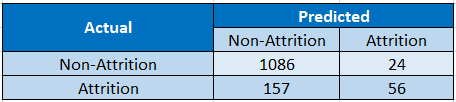 Actual Predicted
Non-Attrition Attrition
Non-Attrition 1086 24
Attrition 157 56